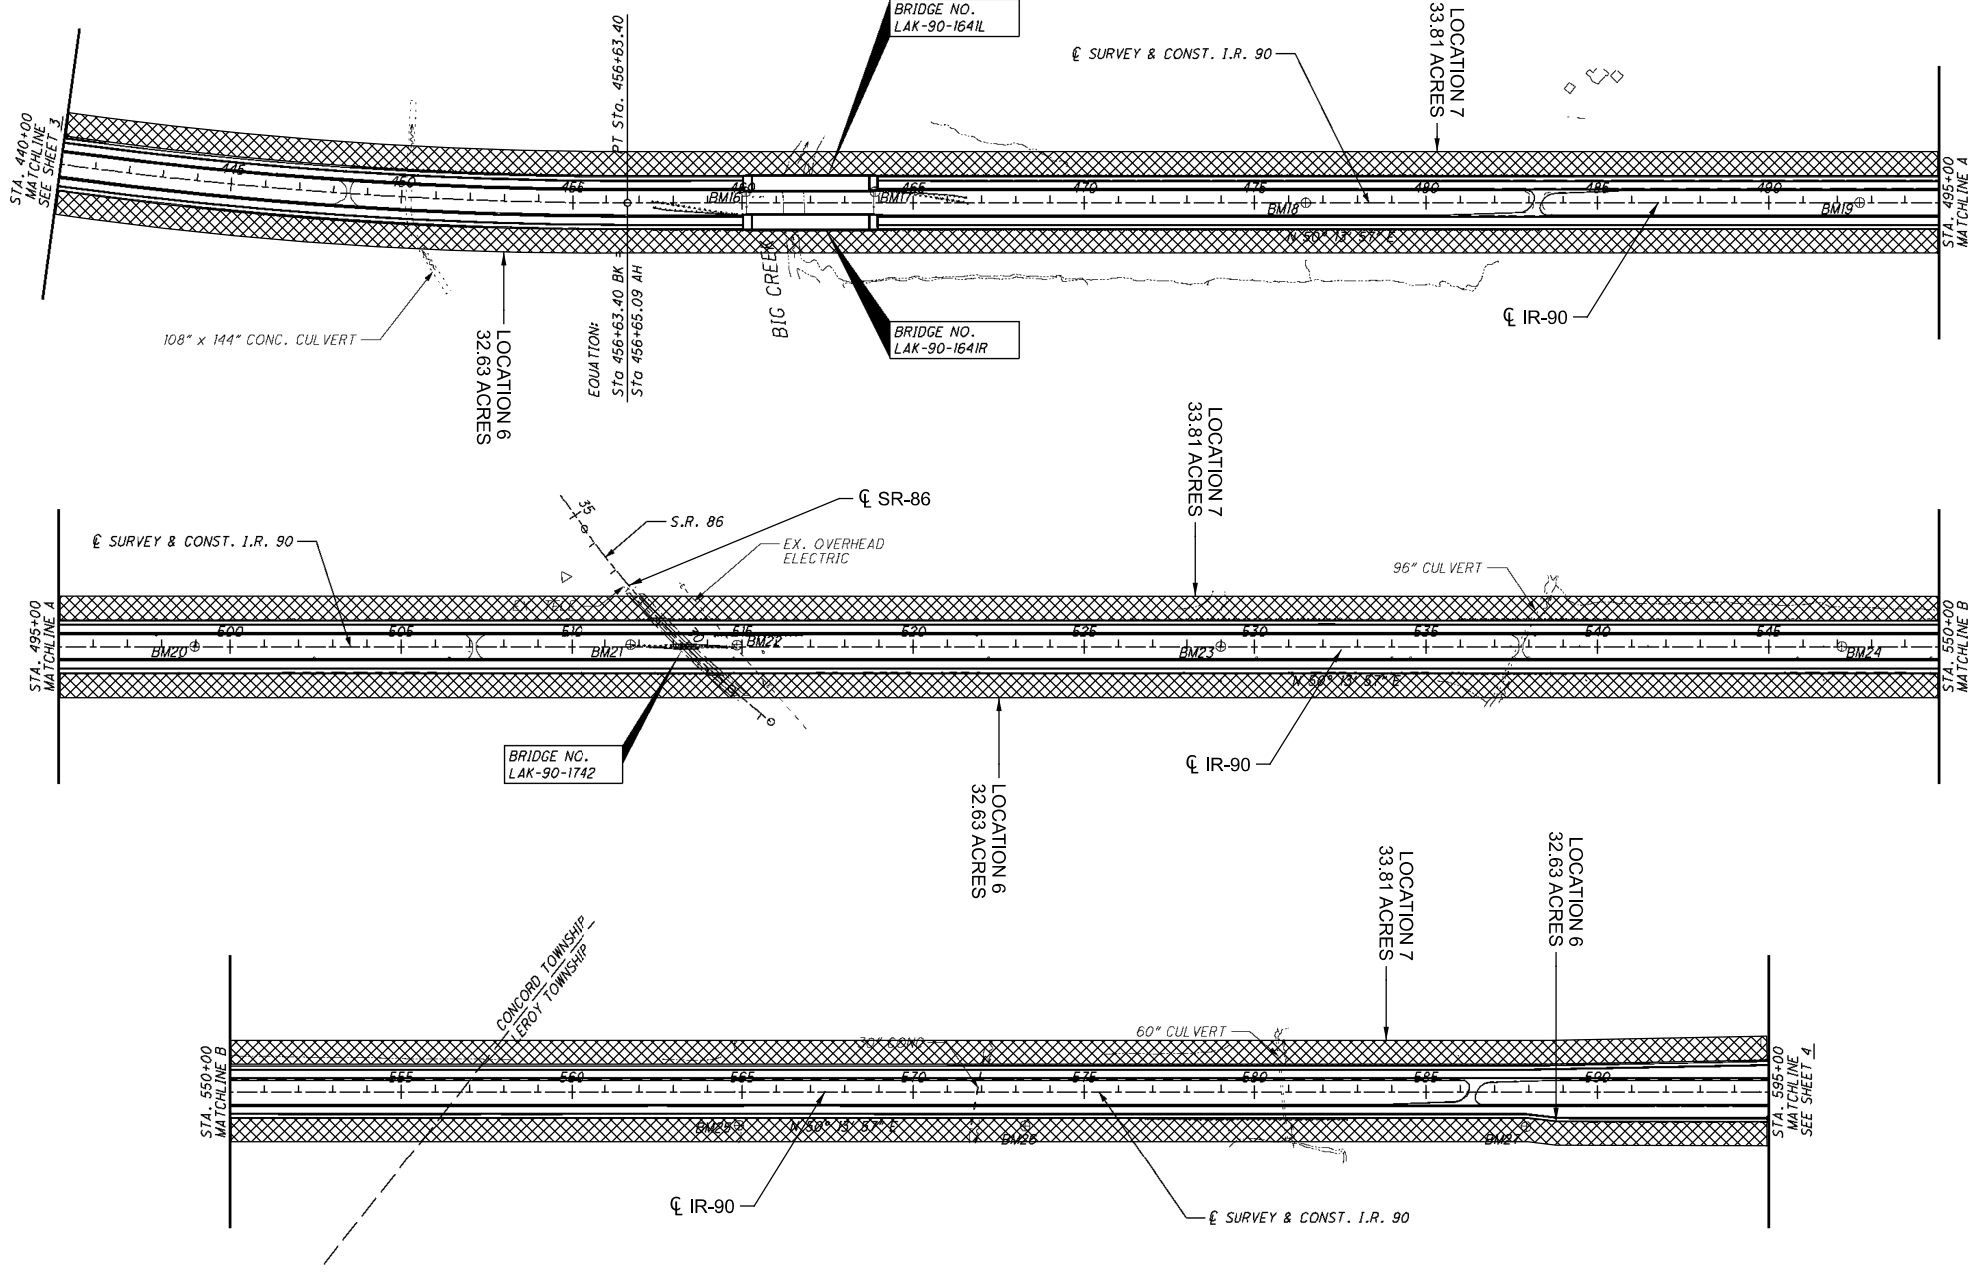 BRIDGE NO.
LAK-90-1641L
℄ SURVEY & CONST. I.R. 90
LOCATION 7
33.81 ACRES
PT Sta. 456+63.40
STA. 440+00
MATCHLINE
SEE SHEET 3
445
450
455
460
465
470
475
480
485
490
BM16
BM17
BM18
BM19
N 50° 13' 57" E
STA. 495+00
MATCHLINE A
108" x 144" CONC. CULVERT
LOCATION 6
32.63 ACRES
EQUATION:
Sta 456+63.40 BK =
Sta 456+65.09 AH
BIG CREEK
BRIDGE NO.
LAK-90-1641R
℄ IR-90
LOCATION 7
33.81 ACRES
℄ SR-86
35
S.R. 86
EX. OVERHEAD
ELECTRIC
℄ SURVEY & CONST. I.R. 90
96" CULVERT
EX. TELE
STA. 495+00
MATCHLINE A
500
505
510
515
520
525
530
535
540
545
30
BM20
BM21
BM22
BM23
BM24
N 50° 13' 57" E
STA. 550+00
MATCHLINE B
BRIDGE NO.
LAK-90-1742
℄ IR-90
LOCATION 6
32.63 ACRES
LOCATION 7
33.81 ACRES
LOCATION 6
32.63 ACRES
CONCORD TOWNSHIP
LEROY TOWNSHIP
30" COND
60" CULVERT
STA. 550+00
MATCHLINE B
555
560
565
570
575
580
585
590
BM25
N 50° 13' 57" E
BM26
BM27
STA. 595+00
MATCHLINE
SEE SHEET 4
℄ IR-90
℄ SURVEY & CONST. I.R. 90